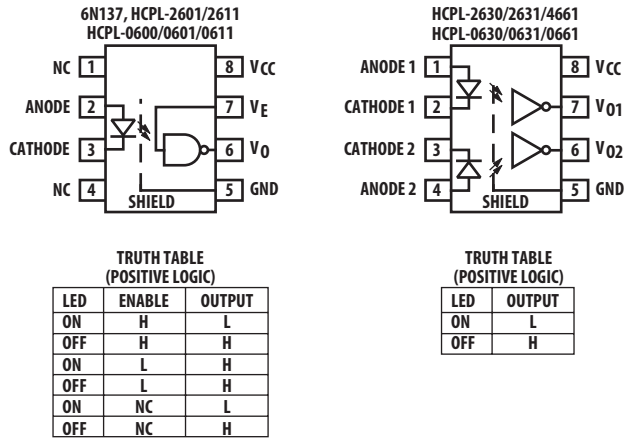 6N137, HCPL-2601/2611
HCPL-0600/0601/0611
NC 1
8 VCC
ANODE 2
7 VE
CATHODE 3
6 VO
NC 4
5 GND
SHIELD
TRUTH TABLE
(POSITIVE LOGIC)
LED ENABLE OUTPUT
ON H L
OFF H H
ON L H
OFF L H
ON NC L
OFF NC H
HCPL-2630/2631/4661
HCPL-0630/0631/0661
ANODE 1 1
8 VCC
CATHODE 1 2
7 VO1
CATHODE 2 3
6 VO2
ANODE 2 4
5 GND
SHIELD
TRUTH TABLE
(POSITIVE LOGIC)
LED OUTPUT
ON L
OFF H